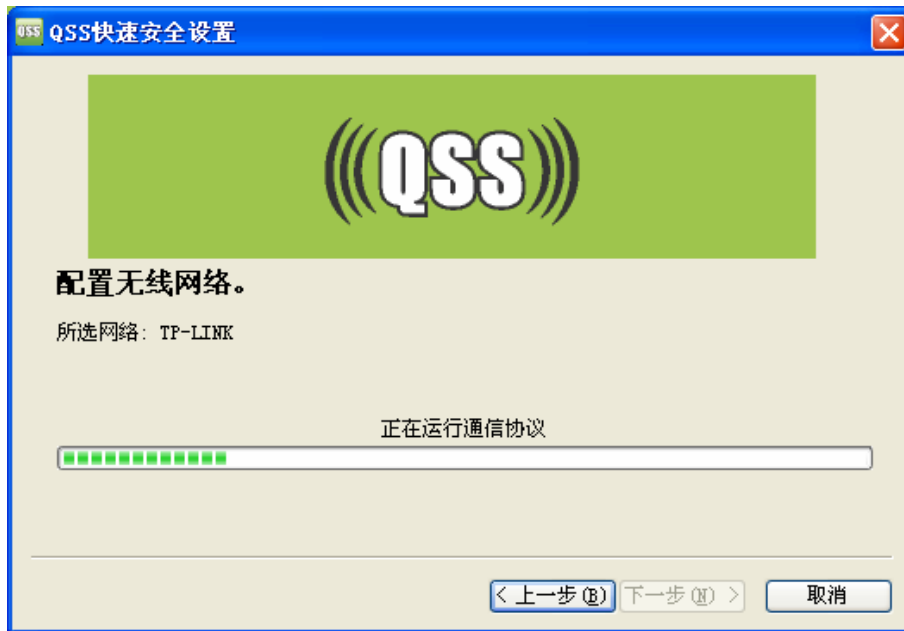 QSS QSS快速安全设置
(((QSS)))
配置无线网络。
所选网络: TP-LINK
正在运行通信协议
< 上一步(B) 下一步(N) > 取消